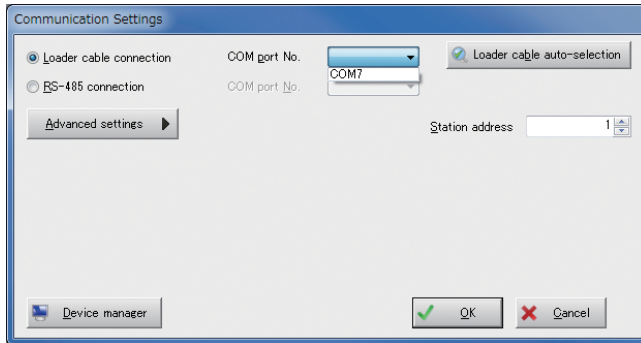 Communication Settings
Loader cable connection COM port No. Loader cable auto-selection
COM7
RS-485 connection COM port No.
Advanced settings Station address 1
Device manager OK Cancel